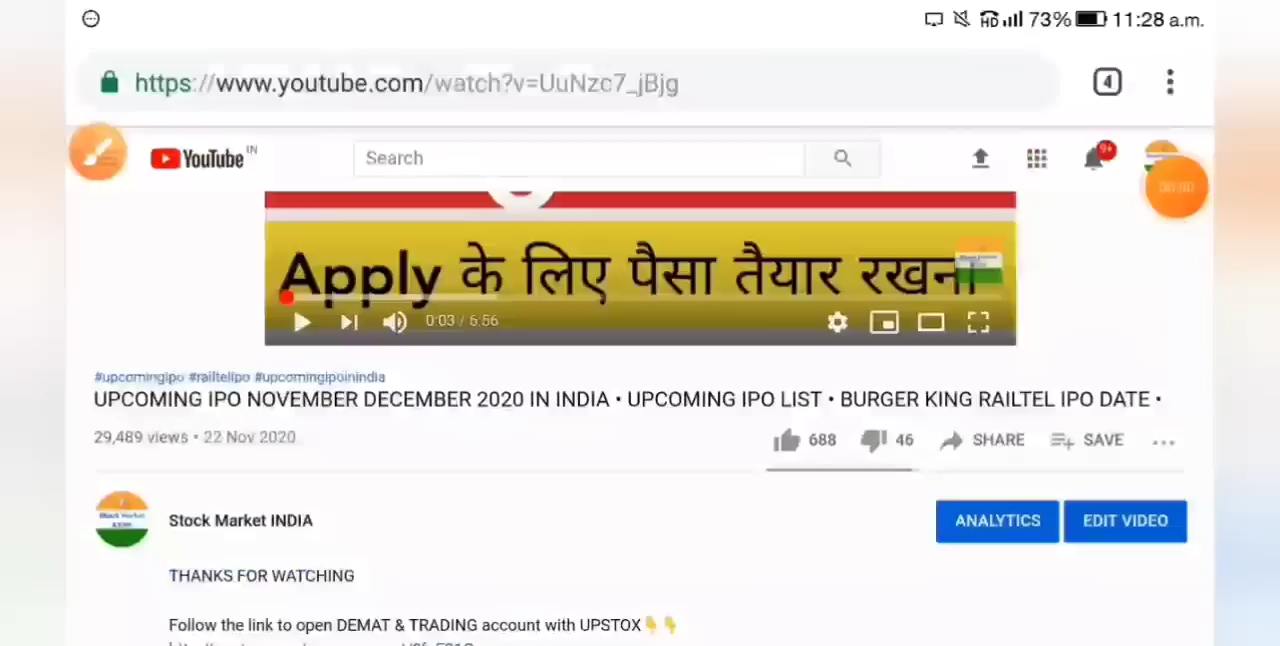 HD 73% 11:28 a.m.
https://www.youtube.com/watch?v=UuNzc7_jBjg
4
YouTube IN
Search
9+
00:00
Apply के लिए पैसा तैयार रखना
0:03 / 6:56
#upcomingipo #railtelipo #upcomingipoinindia
UPCOMING IPO NOVEMBER DECEMBER 2020 IN INDIA • UPCOMING IPO LIST • BURGER KING RAILTEL IPO DATE •
29,489 views • 22 Nov 2020
688
46
SHARE
SAVE
Stock Market INDIA
ANALYTICS
EDIT VIDEO
THANKS FOR WATCHING
Follow the link to open DEMAT & TRADING account with UPSTOX👇👇